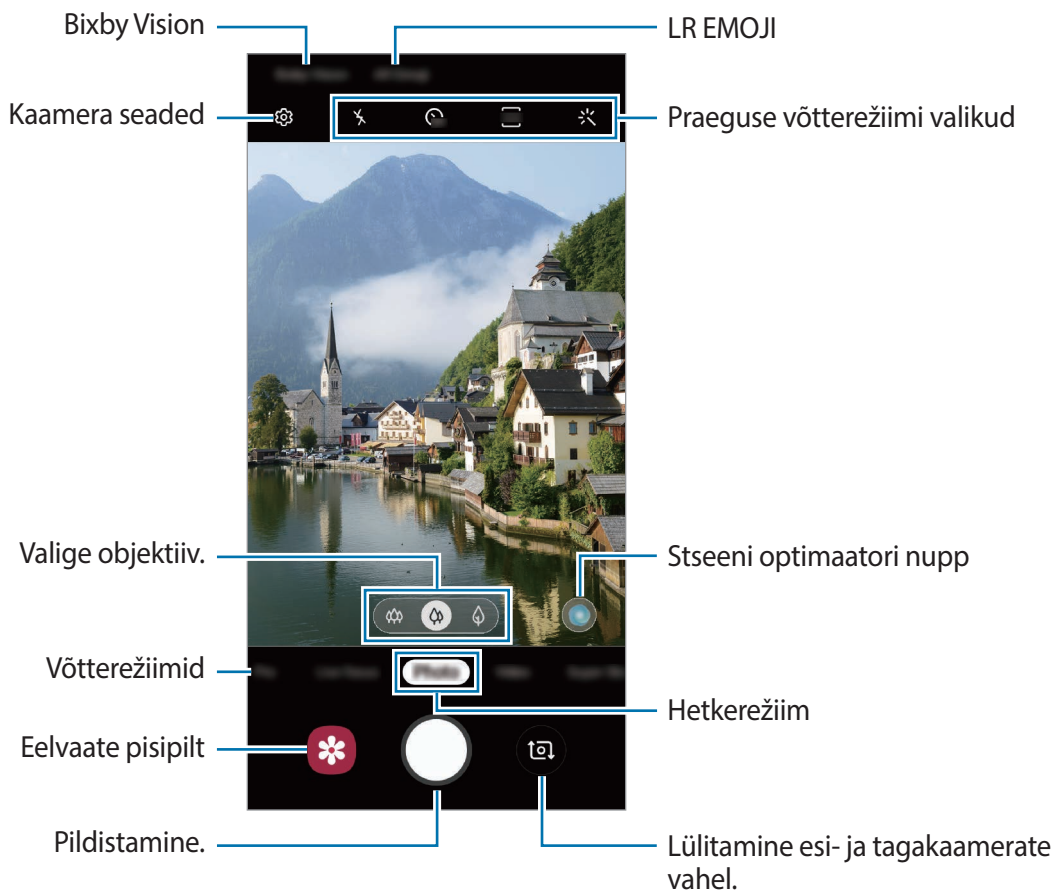 Bixby Vision
LR EMOJI
Kaamera seaded
Praeguse võtterežiimi valikud
Valige objektiiv.
Stseeni optimaatori nupp
Võtterežiimid
Hetkerežiim
Eelvaate pisipilt
Pildistamine.
Lülitamine esi- ja tagakaamerate
vahel.